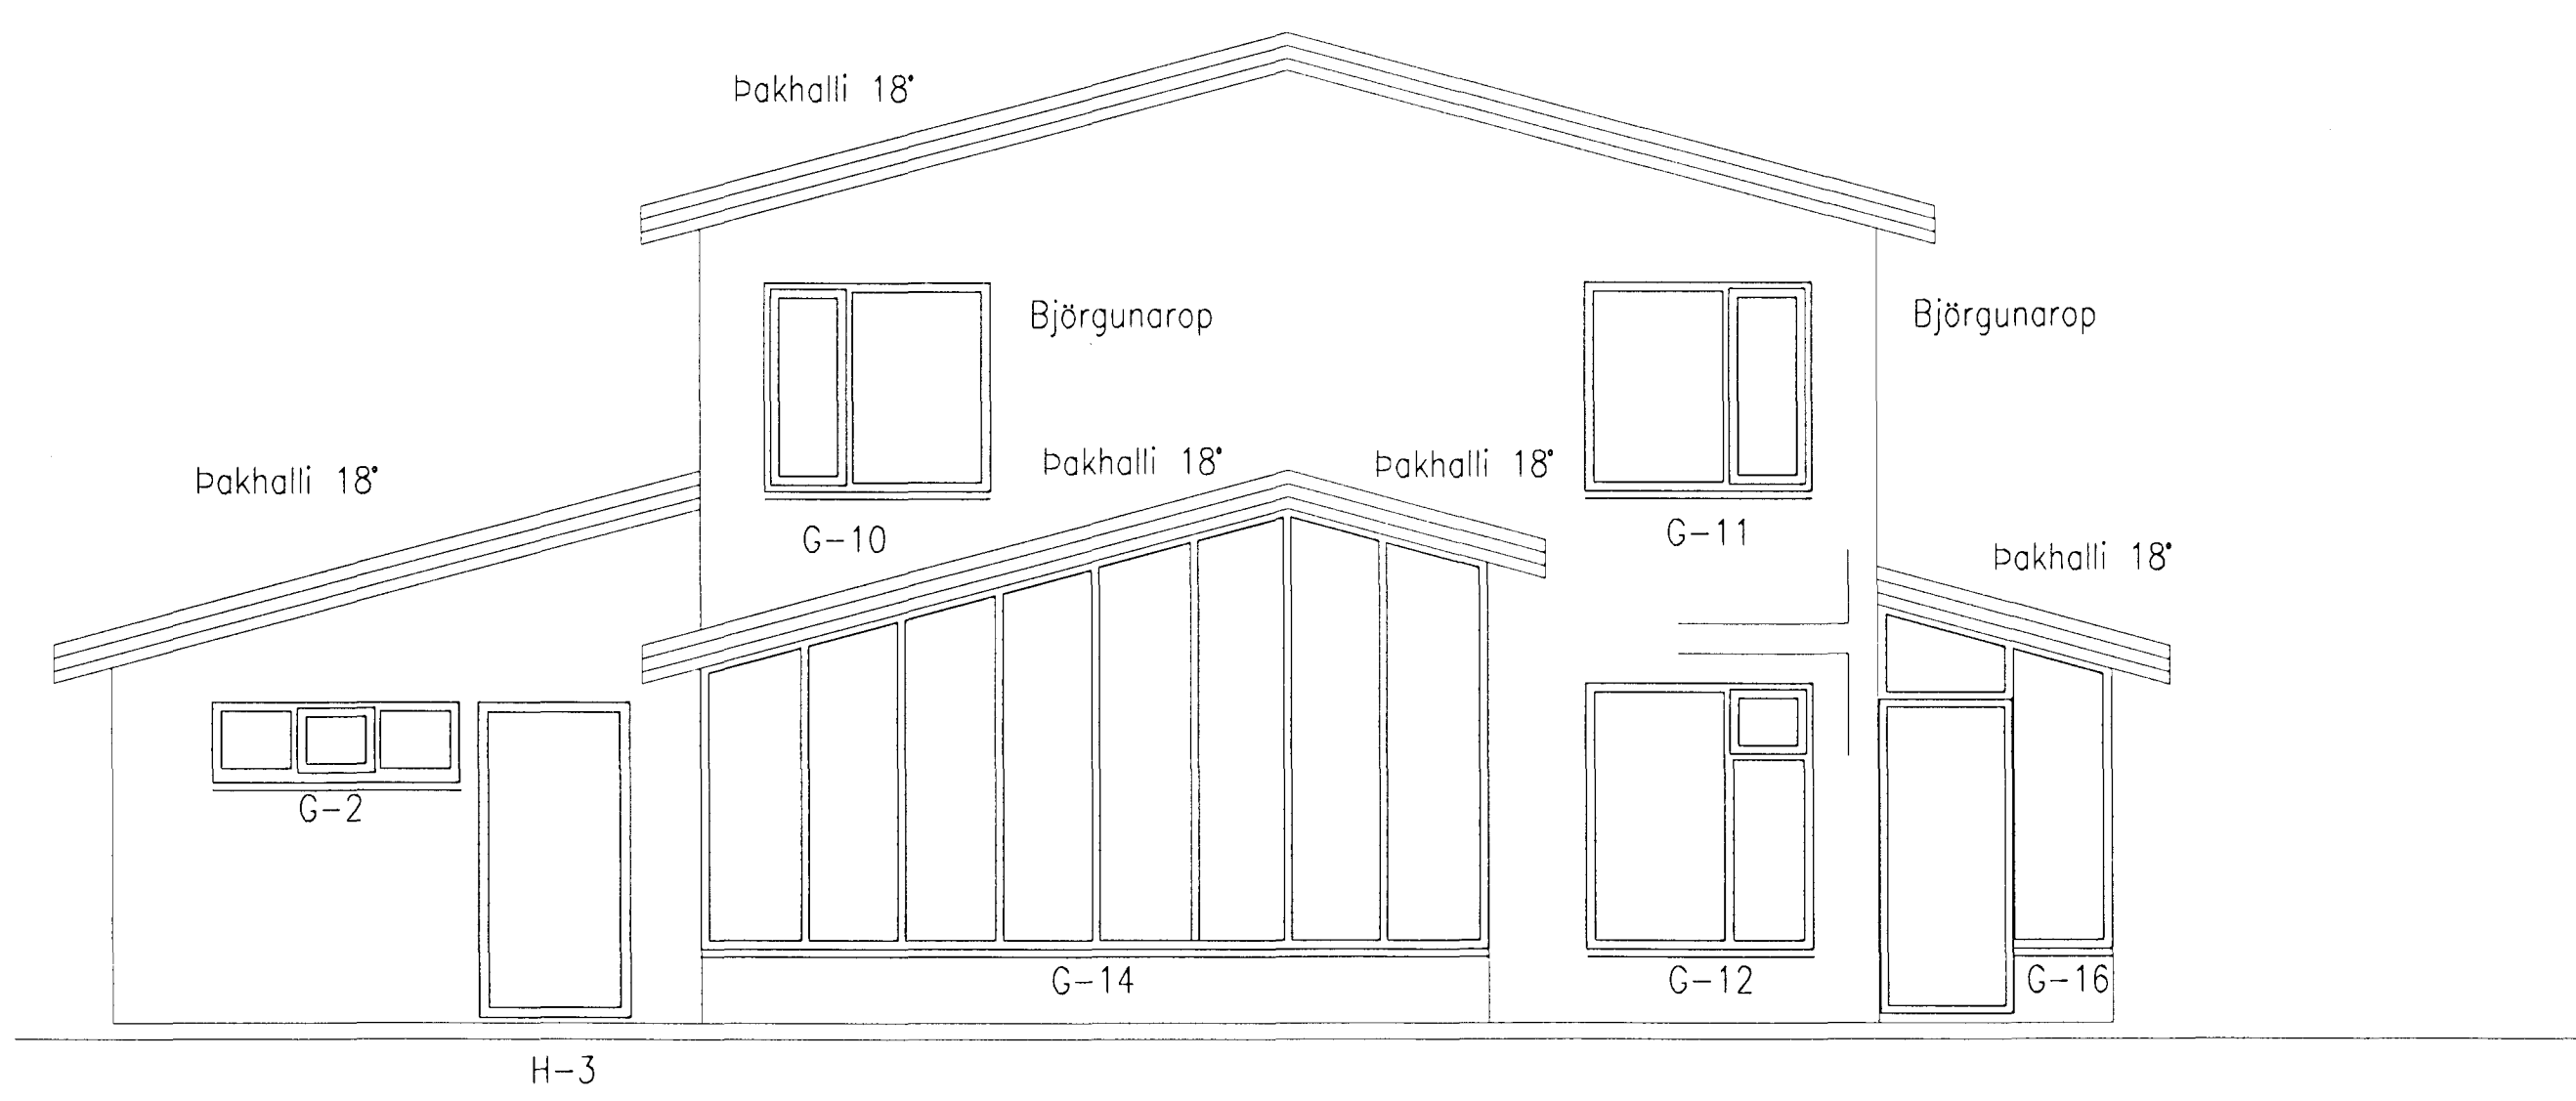 Þakhalli 18°
Björgunarop
Björgunarop
Þakhalli 18°
Þakhalli 18°
Þakhalli 18°
G-10
G-11
Þakhalli 18°
G-2
G-14
G-12
G-16
H-3